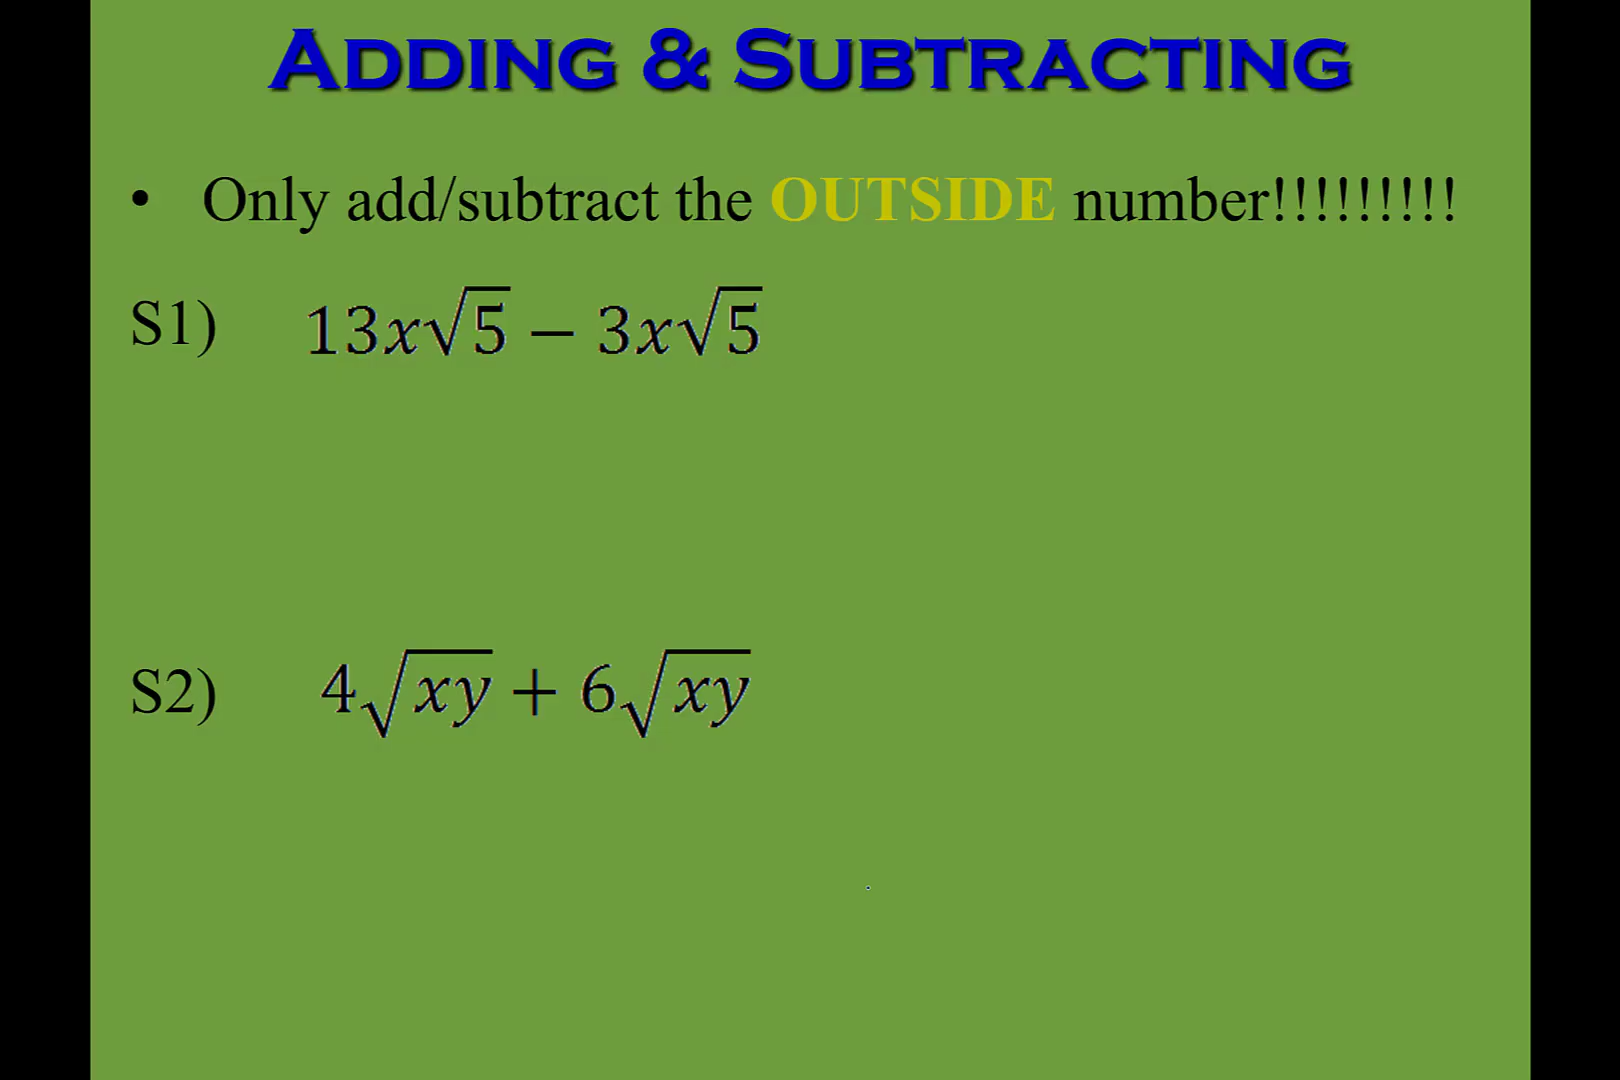 ADDING & SUBTRACTING
• Only add/subtract the OUTSIDE number!!!!!!!!!
S1) 13x√5 − 3x√5
S2) 4√xy + 6√xy